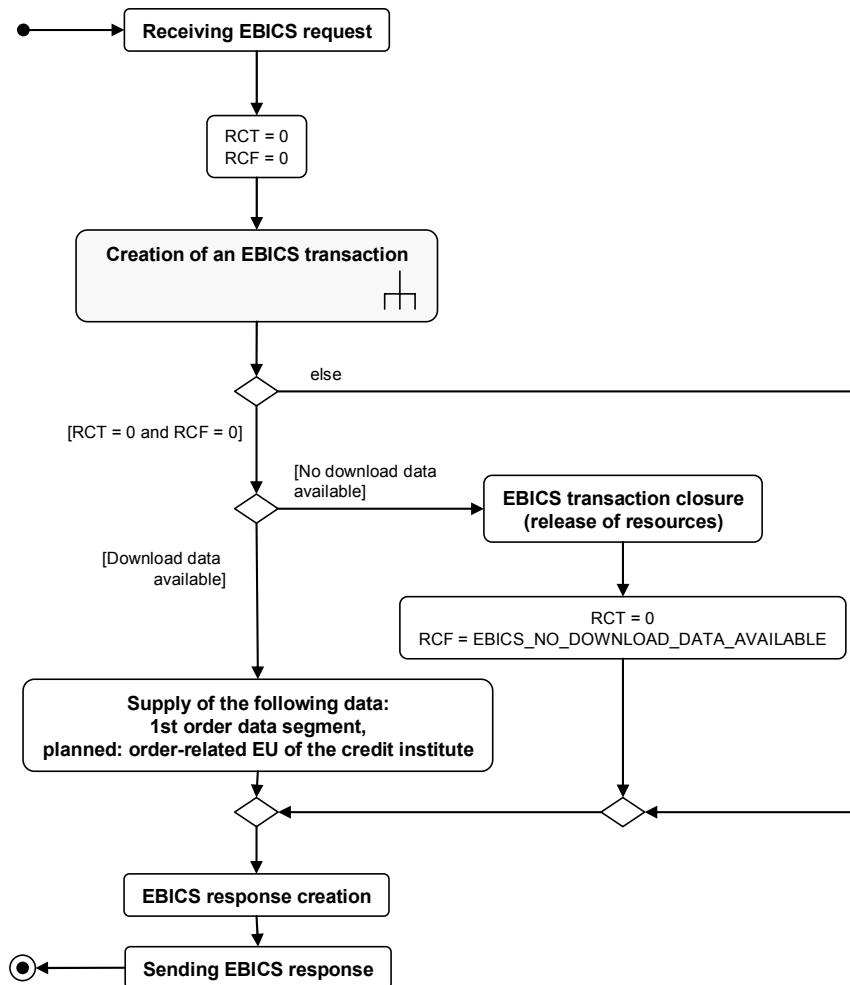 Receiving EBICS request
RCT = 0
RCF = 0
Creation of an EBICS transaction
else
[RCT = 0 and RCF = 0]
[No download data
available]
EBICS transaction closure
(release of resources)
[Download data
available]
RCT = 0
RCF = EBICS_NO_DOWNLOAD_DATA_AVAILABLE
Supply of the following data:
1st order data segment,
planned: order-related EU of the credit institute
EBICS response creation
Sending EBICS response